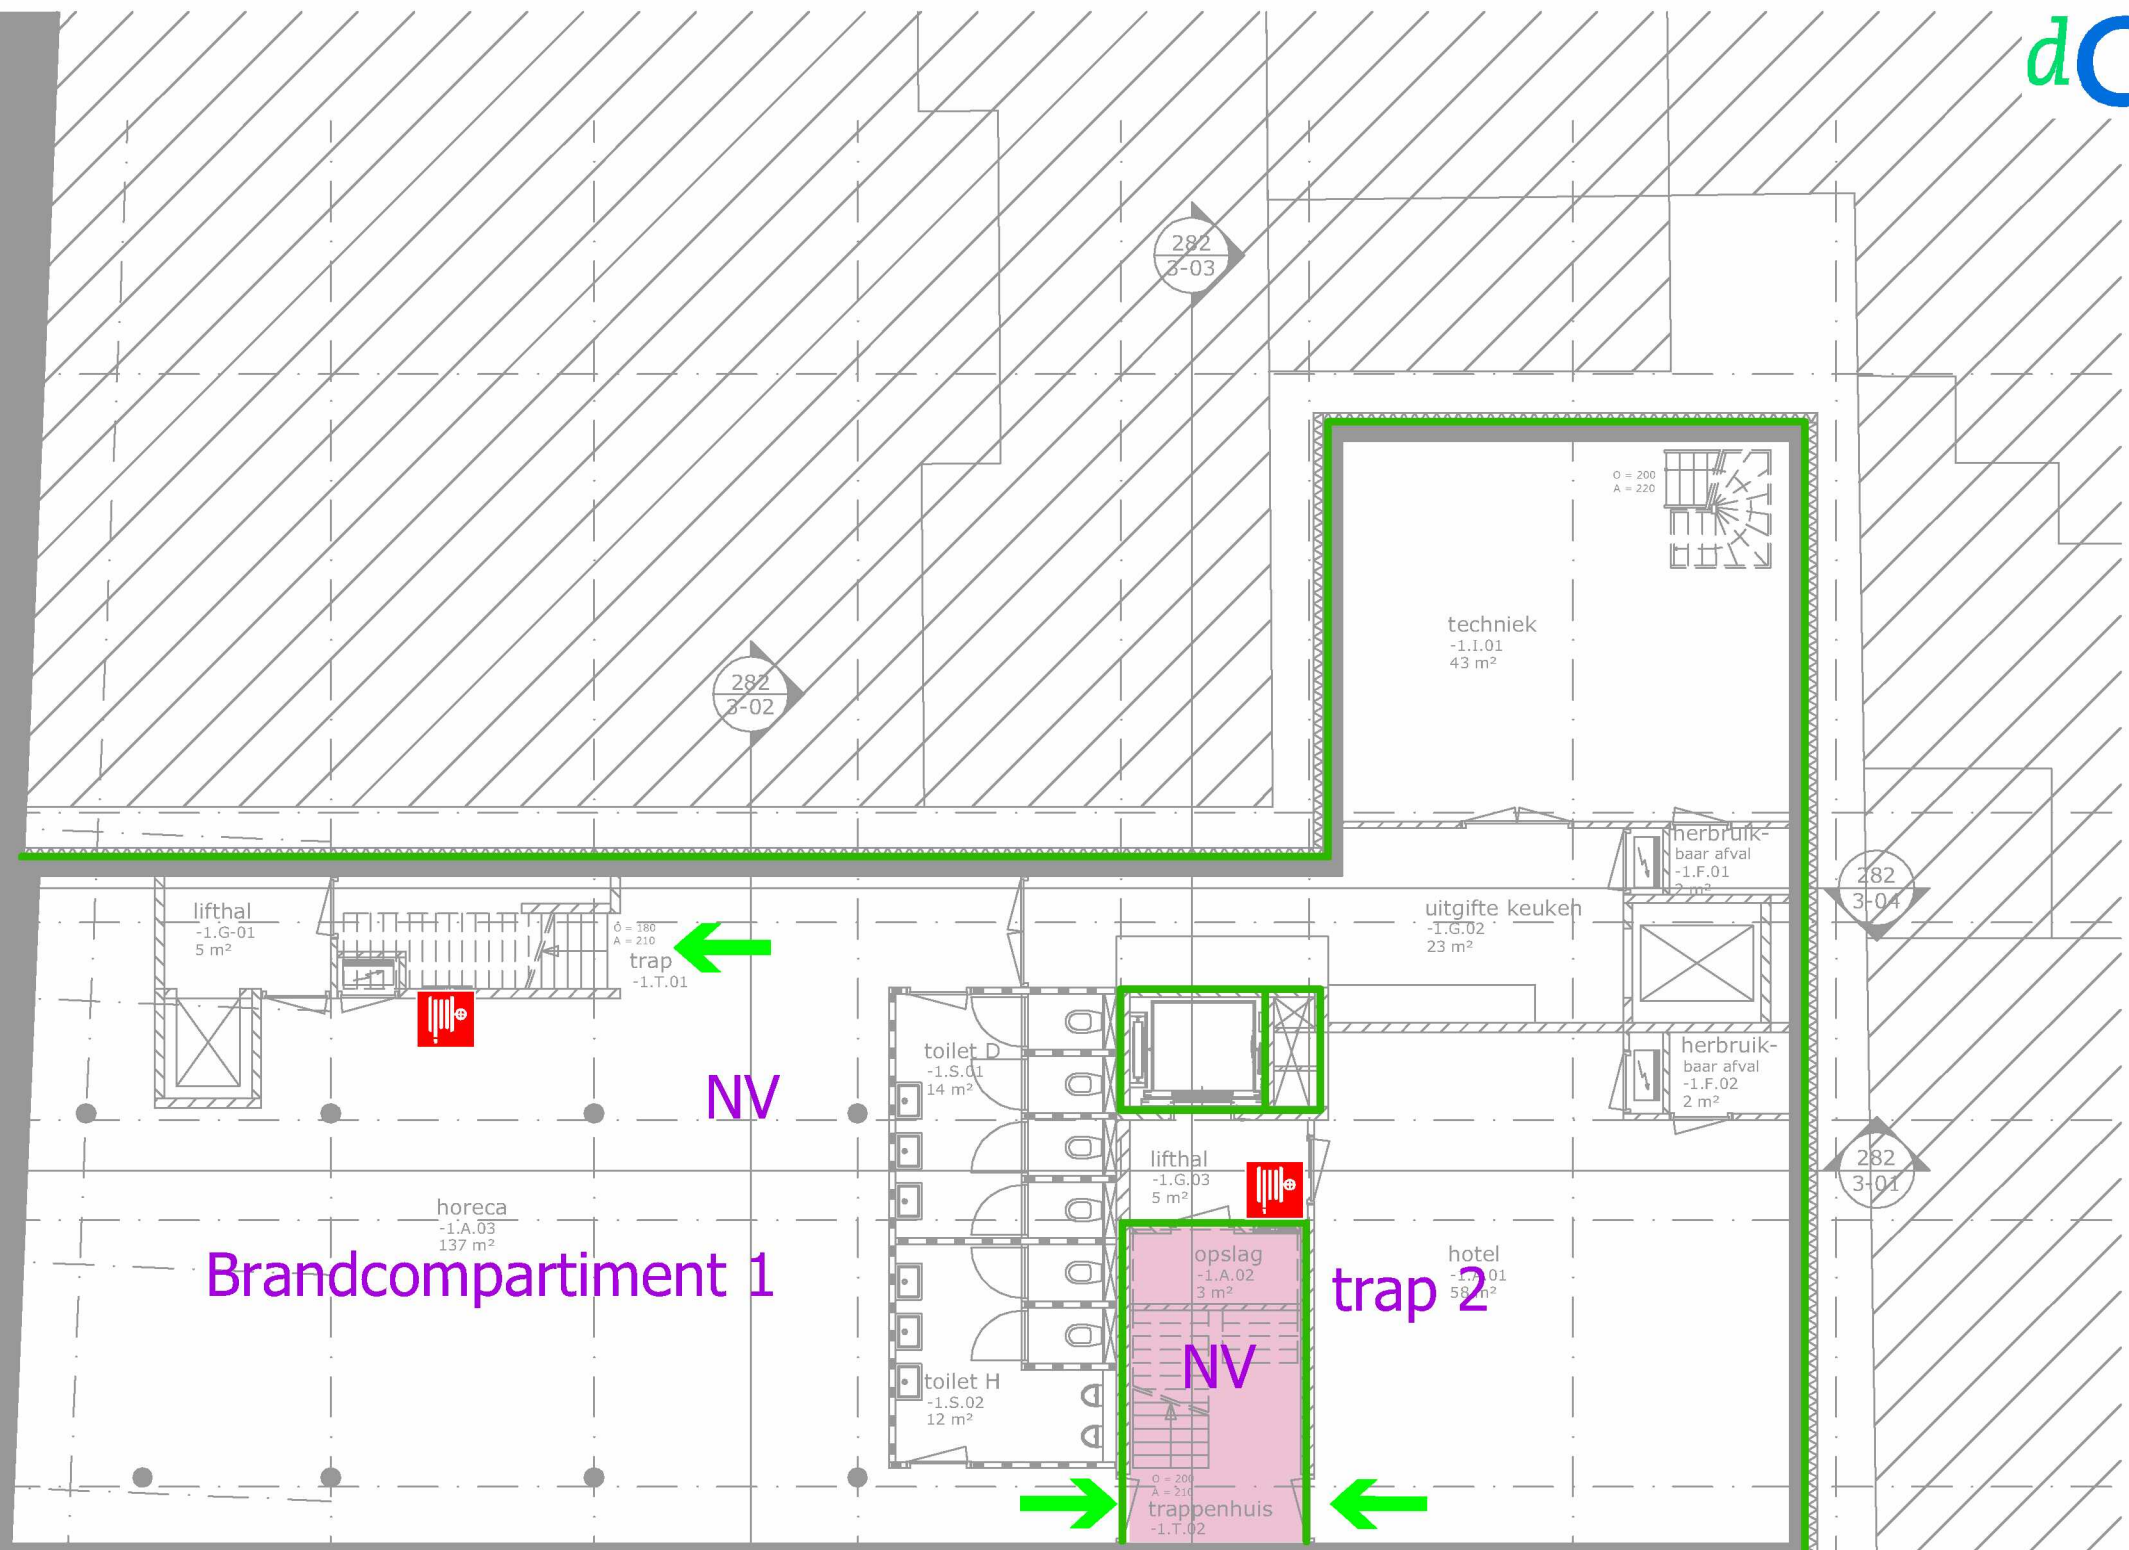 dC
282
3-03
O = 200
A = 220
techniek
-1.I.01
43 m²
282
3-02
herbruik-
baar afval
-1.F.01
2 m²
282
3-04
lifthal
-1.G-01
5 m²
O = 180
A = 210
trap
-1.T.01
uitgifte keuken
-1.G.02
23 m²
toilet D
-1.S.01
14 m²
herbruik-
baar afval
-1.F.02
2 m²
NV
lifthal
-1.G.03
5 m²
282
3-01
horeca
-1.A.03
137 m²
Brandcompartiment 1
opslag
-1.A.02
3 m²
hotel
-1.A.01
58 m²
trap 2
NV
toilet H
-1.S.02
12 m²
O = 200
A = 210
trappenhuis
-1.T.02